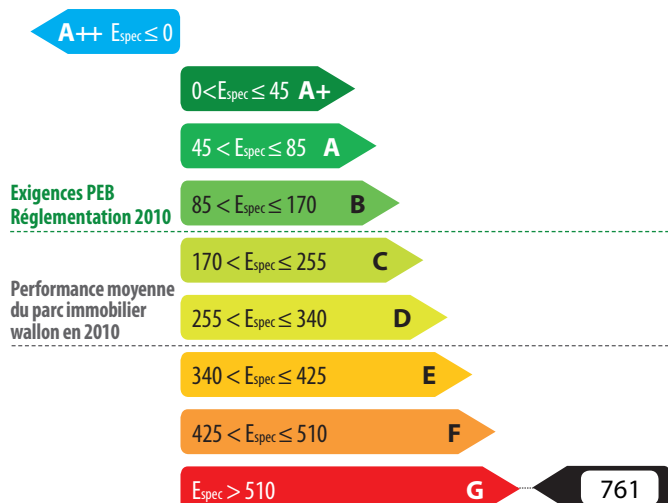 A++ Espec ≤ 0
0<Espec ≤ 45 A+
45 < Espec ≤ 85 A
Exigences PEB
Réglementation 2010
85 < Espec ≤ 170 B
170 < Espec ≤ 255 C
Performance moyenne
du parc immobilier
wallon en 2010
255 < Espec ≤ 340 D
340 < Espec ≤ 425 E
425 < Espec ≤ 510 F
Espec > 510 G 761